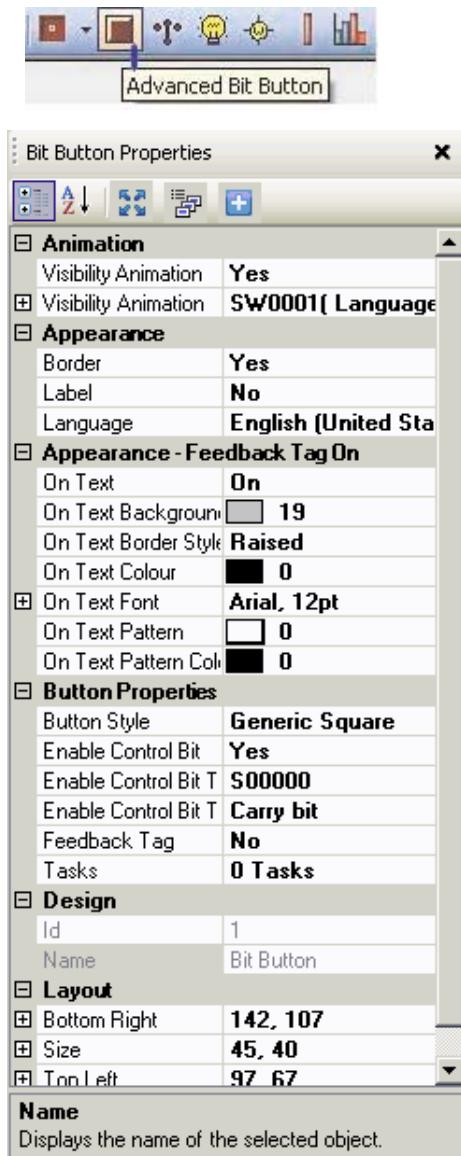 Advanced Bit Button
Bit Button Properties
Animation
Visibility Animation Yes
Visibility Animation SW0001( Language
Appearance
Border Yes
Label No
Language English (United Sta
Appearance - Feedback Tag On
On Text On
On Text Backgroun 19
On Text Border Style Raised
On Text Colour 0
On Text Font Arial, 12pt
On Text Pattern 0
On Text Pattern Col 0
Button Properties
Button Style Generic Square
Enable Control Bit Yes
Enable Control Bit T S00000
Enable Control Bit T Carry bit
Feedback Tag No
Tasks 0 Tasks
Design
Id 1
Name Bit Button
Layout
Bottom Right 142, 107
Size 45, 40
Top Left 97, 67
Name
Displays the name of the selected object.